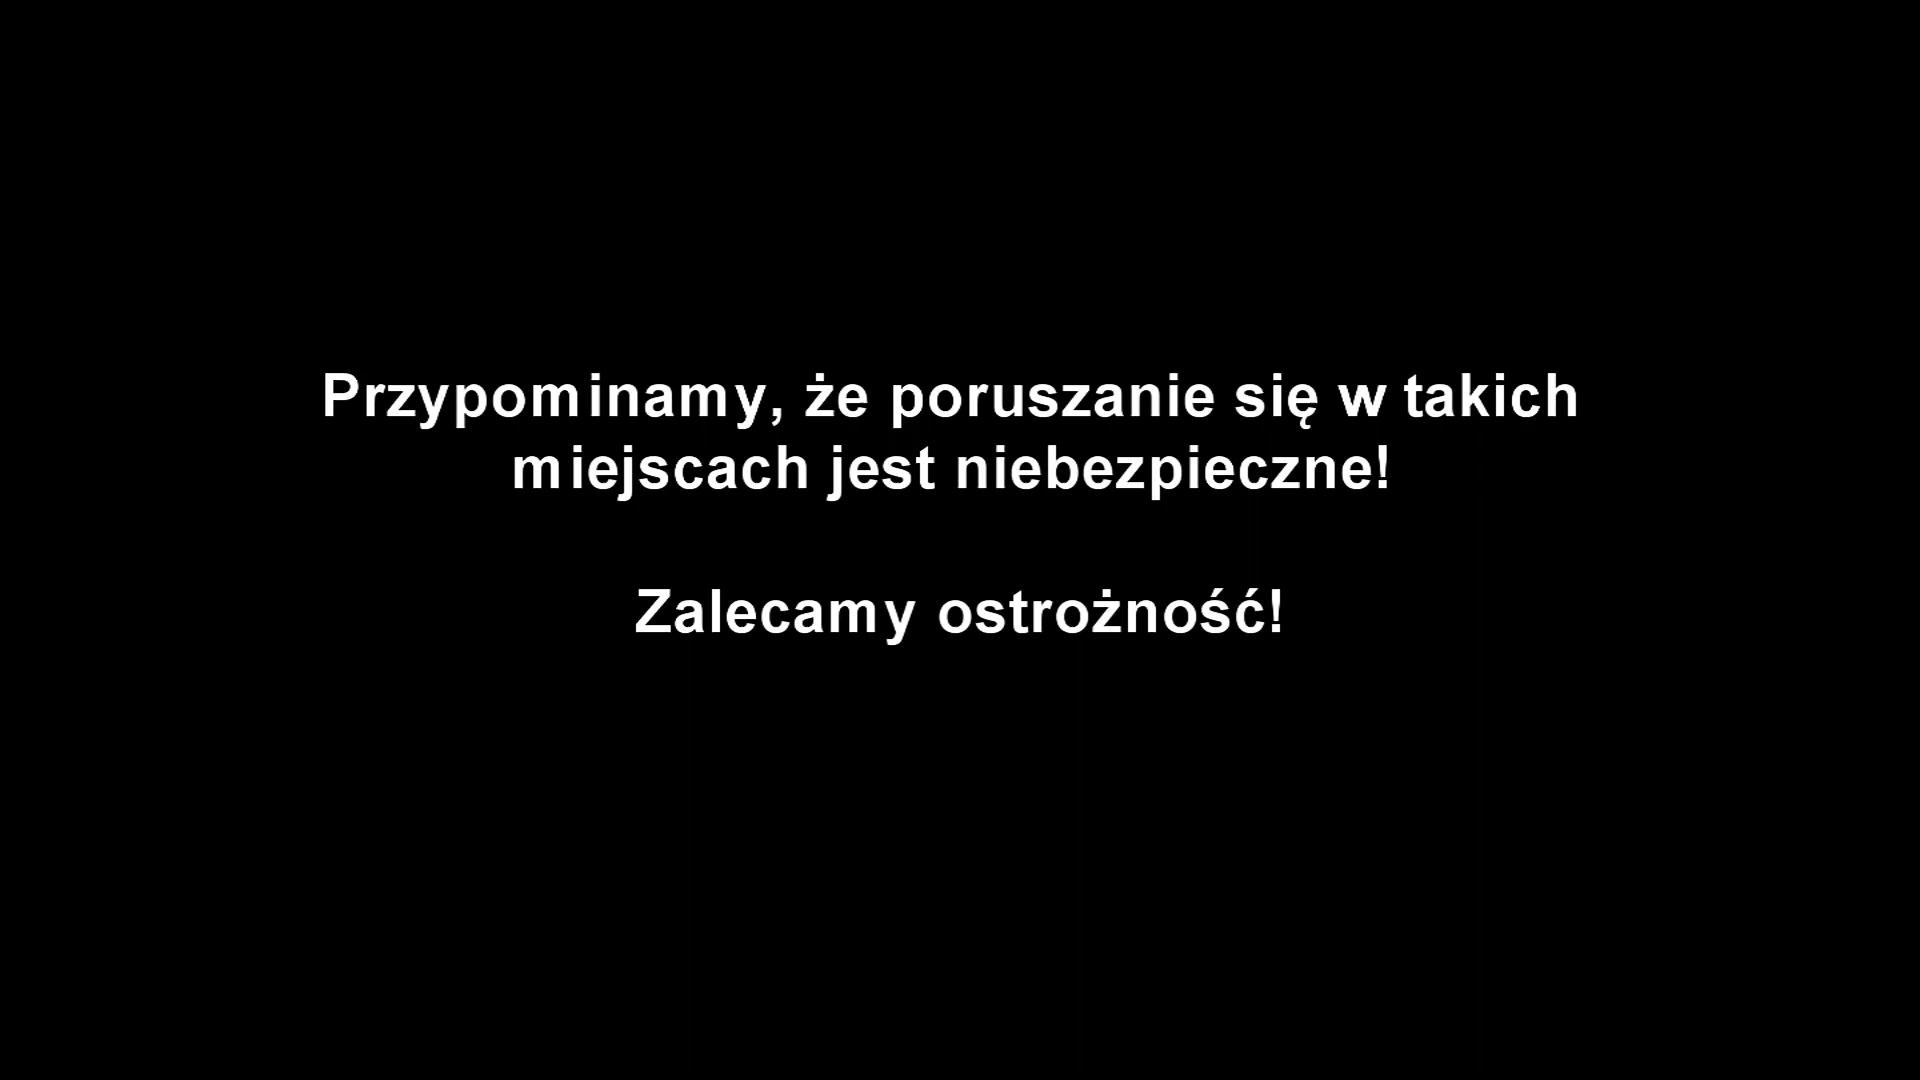 Przypominamy, że poruszanie się w takich
miejscach jest niebezpieczne!
Zalecamy ostrożność!